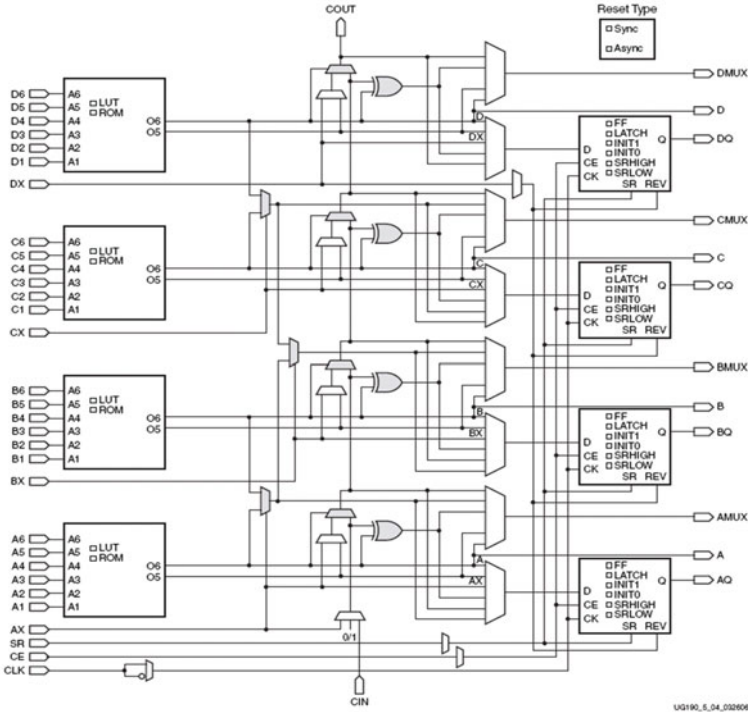 COUT
Reset Type
Sync
Async
D6 A6
D5 A5
D4 A4
D3 A3
D2 A2
D1 A1
LUT
ROM
O6
O5
DX
DMUX
D
DX
D
FF
LATCH
INIT1
INIT0
SRHIGH
SRLOW
D
CE
CK
Q
SR REV
DQ
C6 A6
C5 A5
C4 A4
C3 A3
C2 A2
C1 A1
LUT
ROM
O6
O5
CX
CMUX
C
CX
C
FF
LATCH
INIT1
INIT0
SRHIGH
SRLOW
D
CE
CK
Q
SR REV
CQ
B6 A6
B5 A5
B4 A4
B3 A3
B2 A2
B1 A1
LUT
ROM
O6
O5
BX
BMUX
B
BX
B
FF
LATCH
INIT1
INIT0
SRHIGH
SRLOW
D
CE
CK
Q
SR REV
BQ
A6 A6
A5 A5
A4 A4
A3 A3
A2 A2
A1 A1
LUT
ROM
O6
O5
AX
AMUX
A
AX
A
FF
LATCH
INIT1
INIT0
SRHIGH
SRLOW
D
CE
CK
Q
SR REV
AQ
0/1
SR
CE
CLK
CIN
UG190_5_04_032606